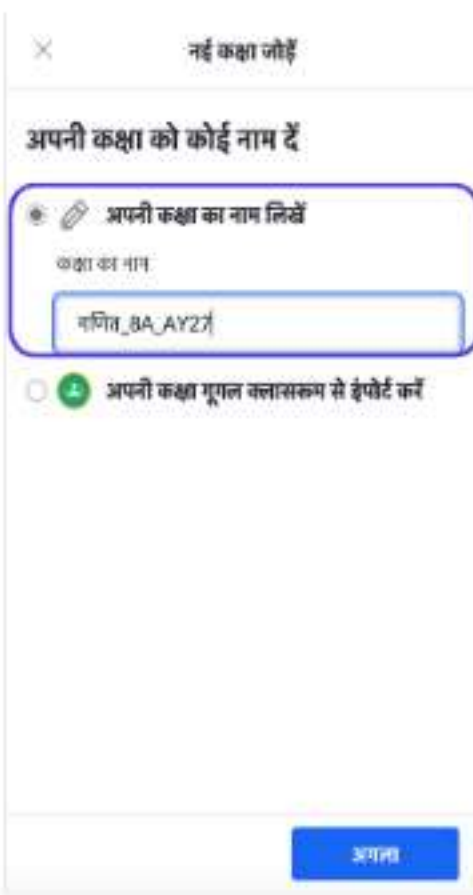 नई कक्षा जोड़ें
अपनी कक्षा को कोई नाम दें
अपनी कक्षा का नाम लिखें
कक्षा का नाम
गणित_8A_AY27
अपनी कक्षा गूगल क्लासरूम से इंपोर्ट करें
अगला